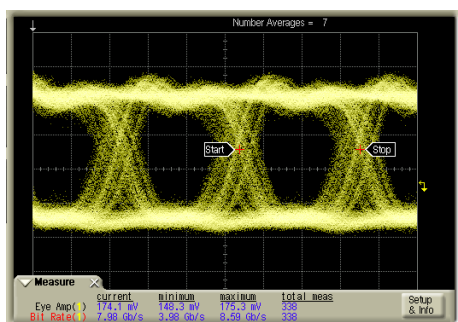 Number Averages = 7
Start
Stop
Measure
current minimum maximum total meas
Eye Amp(1) 174.1 mV 148.3 mV 175.3 mV 338
Bit Rate(1) 7.98 Gb/s 3.98 Gb/s 8.59 Gb/s 338
Setup
& Info